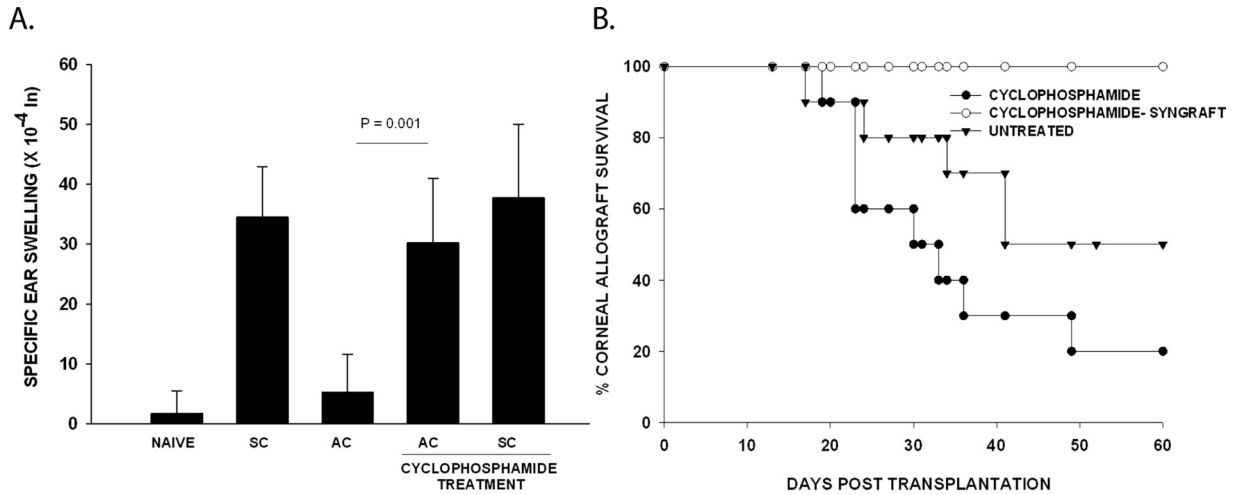 A.
SPECIFIC EAR SWELLING (X 10-4 In)
60
50
40
30
20
10
0
P = 0.001
NAIVE SC AC AC SC
CYCLOPHOSPHAMIDE
TREATMENT
B.
% CORNEAL ALLOGRAFT SURVIVAL
100
80
60
40
20
0
CYCLOPHOSPHAMIDE
CYCLOPHOSPHAMIDE- SYNGRAFT
UNTREATED
0 10 20 30 40 50 60
DAYS POST TRANSPLANTATION